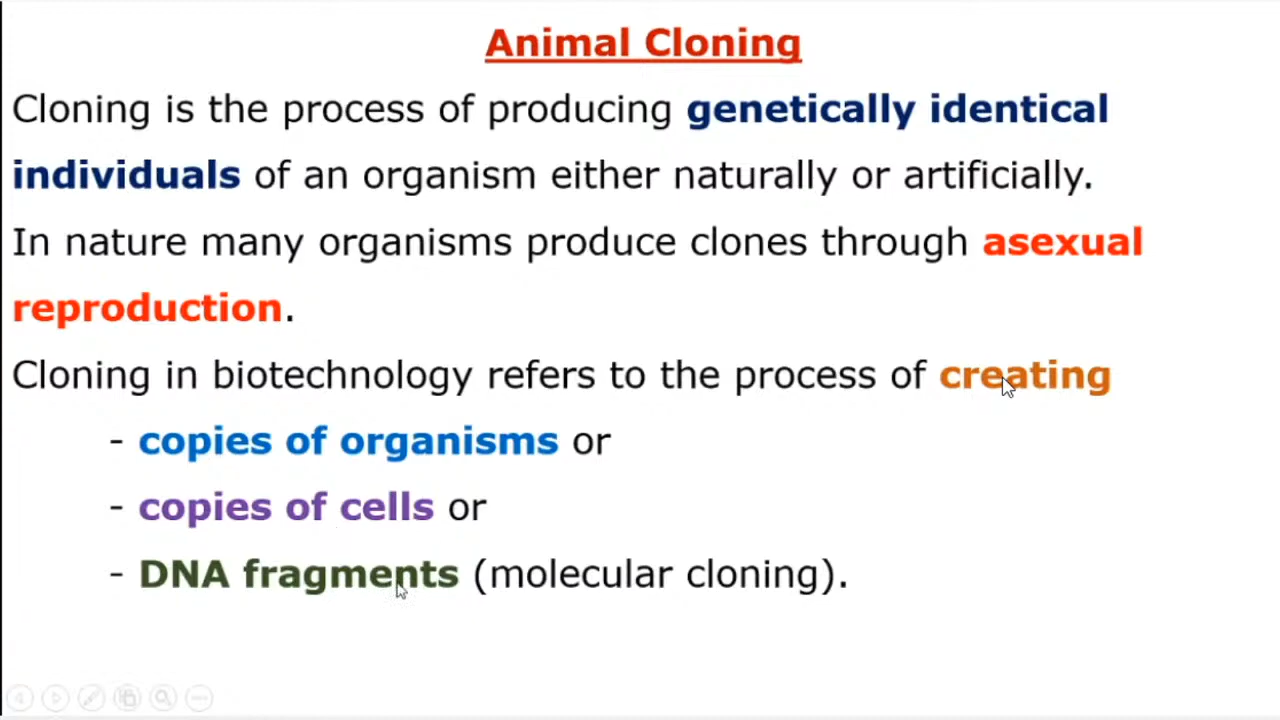 Animal Cloning
Cloning is the process of producing genetically identical
individuals of an organism either naturally or artificially.
In nature many organisms produce clones through asexual
reproduction.
Cloning in biotechnology refers to the process of creating
- copies of organisms or
- copies of cells or
- DNA fragments (molecular cloning).